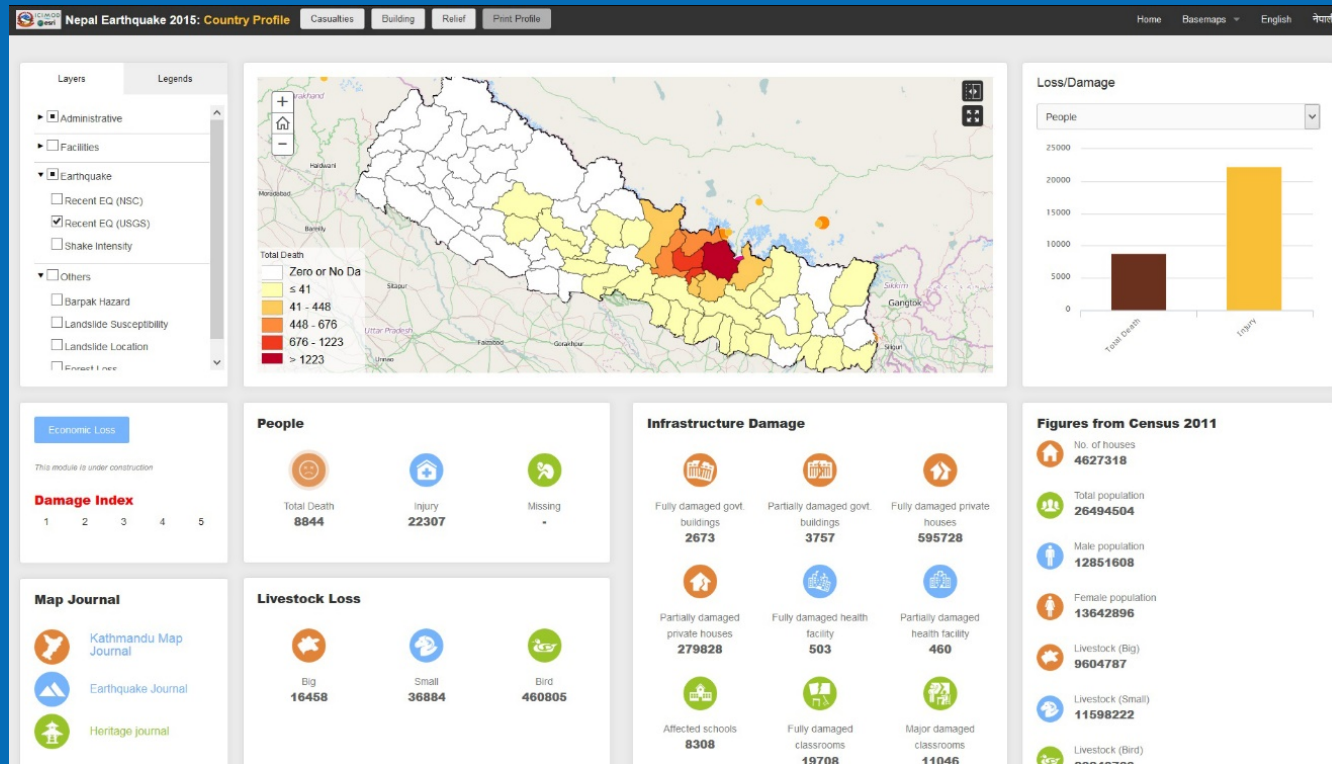 ICIMOD
esri
Nepal Earthquake 2015: Country Profile
Casualties
Building
Relief
Print Profile
Home
Basemaps
English
नेपाली
Layers
Legends
Administrative
Facilities
Earthquake
Recent EQ (NSC)
Recent EQ (USGS)
Shake Intensity
Others
Barpak Hazard
Landslide Susceptibility
Landslide Location
Forest Loss
+
−
Haldwani
Moradabad
Bareilly
Sitapur
Uttar Pradesh
Faizabad
Gorakhpur
Unnao
Sikkim
Gangtok
Siliguri
Total Death
Zero or No Da
≤ 41
41 - 448
448 - 676
676 - 1223
> 1223
Loss/Damage
People
25000
20000
15000
10000
5000
0
Total Death
Injury
Economic Loss
This module is under construction
Damage Index
1 2 3 4 5
Map Journal
Kathmandu Map
Journal
Earthquake Journal
Heritage journal
People
Total Death
8844
Injury
22307
Missing
-
Livestock Loss
Big
16458
Small
36884
Bird
460805
Infrastructure Damage
Fully damaged govt.
buildings
2673
Partially damaged govt.
buildings
3757
Fully damaged private
houses
595728
Partially damaged
private houses
279828
Fully damaged health
facility
503
Partially damaged
health facility
460
Affected schools
8308
Fully damaged
classrooms
19708
Major damaged
classrooms
11046
Figures from Census 2011
No. of houses
4627318
Total population
26494504
Male population
12851608
Female population
13642896
Livestock (Big)
9604787
Livestock (Small)
11598222
Livestock (Bird)